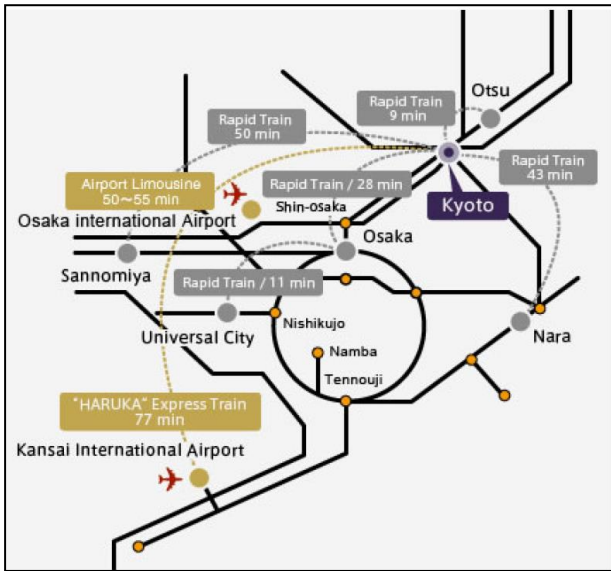 Otsu
Rapid Train
9 min
Rapid Train
50 min
Rapid Train
43 min
Airport Limousine
50～55 min
Rapid Train / 28 min
Shin-osaka
Kyoto
Osaka international Airport
Osaka
Sannomiya
Rapid Train / 11 min
Universal City
Nishikujo
Nara
Namba
Tennouji
"HARUKA" Express Train
77 min
Kansai International Airport